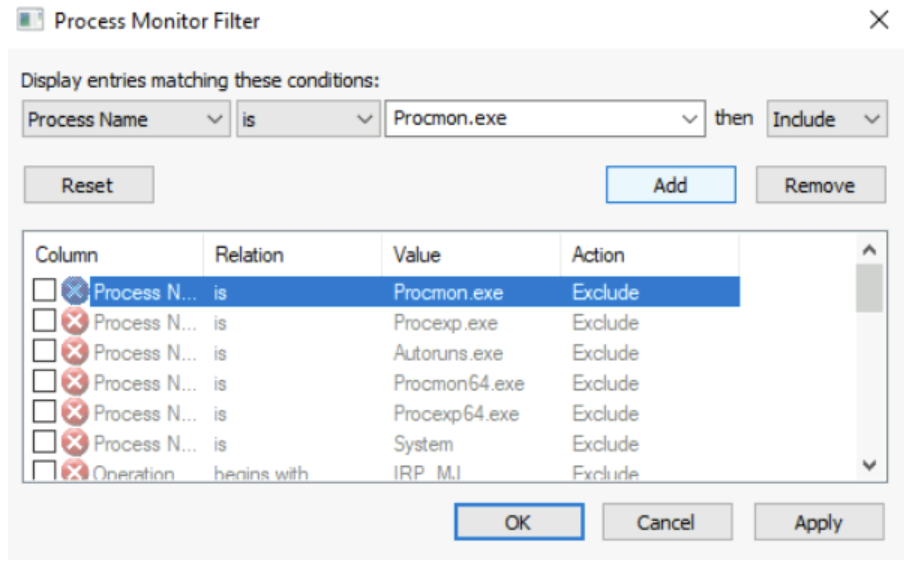 Process Monitor Filter
Display entries matching these conditions:
Process Name is Procmon.exe then Include
Reset Add Remove
Column Relation Value Action
Process N... is Procmon.exe Exclude
Process N... is Procexp.exe Exclude
Process N... is Autoruns.exe Exclude
Process N... is Procmon64.exe Exclude
Process N... is Procexp64.exe Exclude
Process N... is System Exclude
Operation begins with IRP_MJ Exclude
OK Cancel Apply